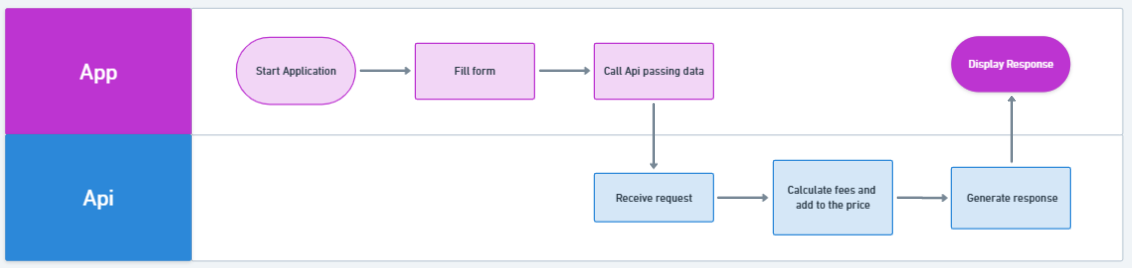 App
Start Application
Fill form
Call Api passing data
Display Response
Api
Receive request
Calculate fees and
add to the price
Generate response